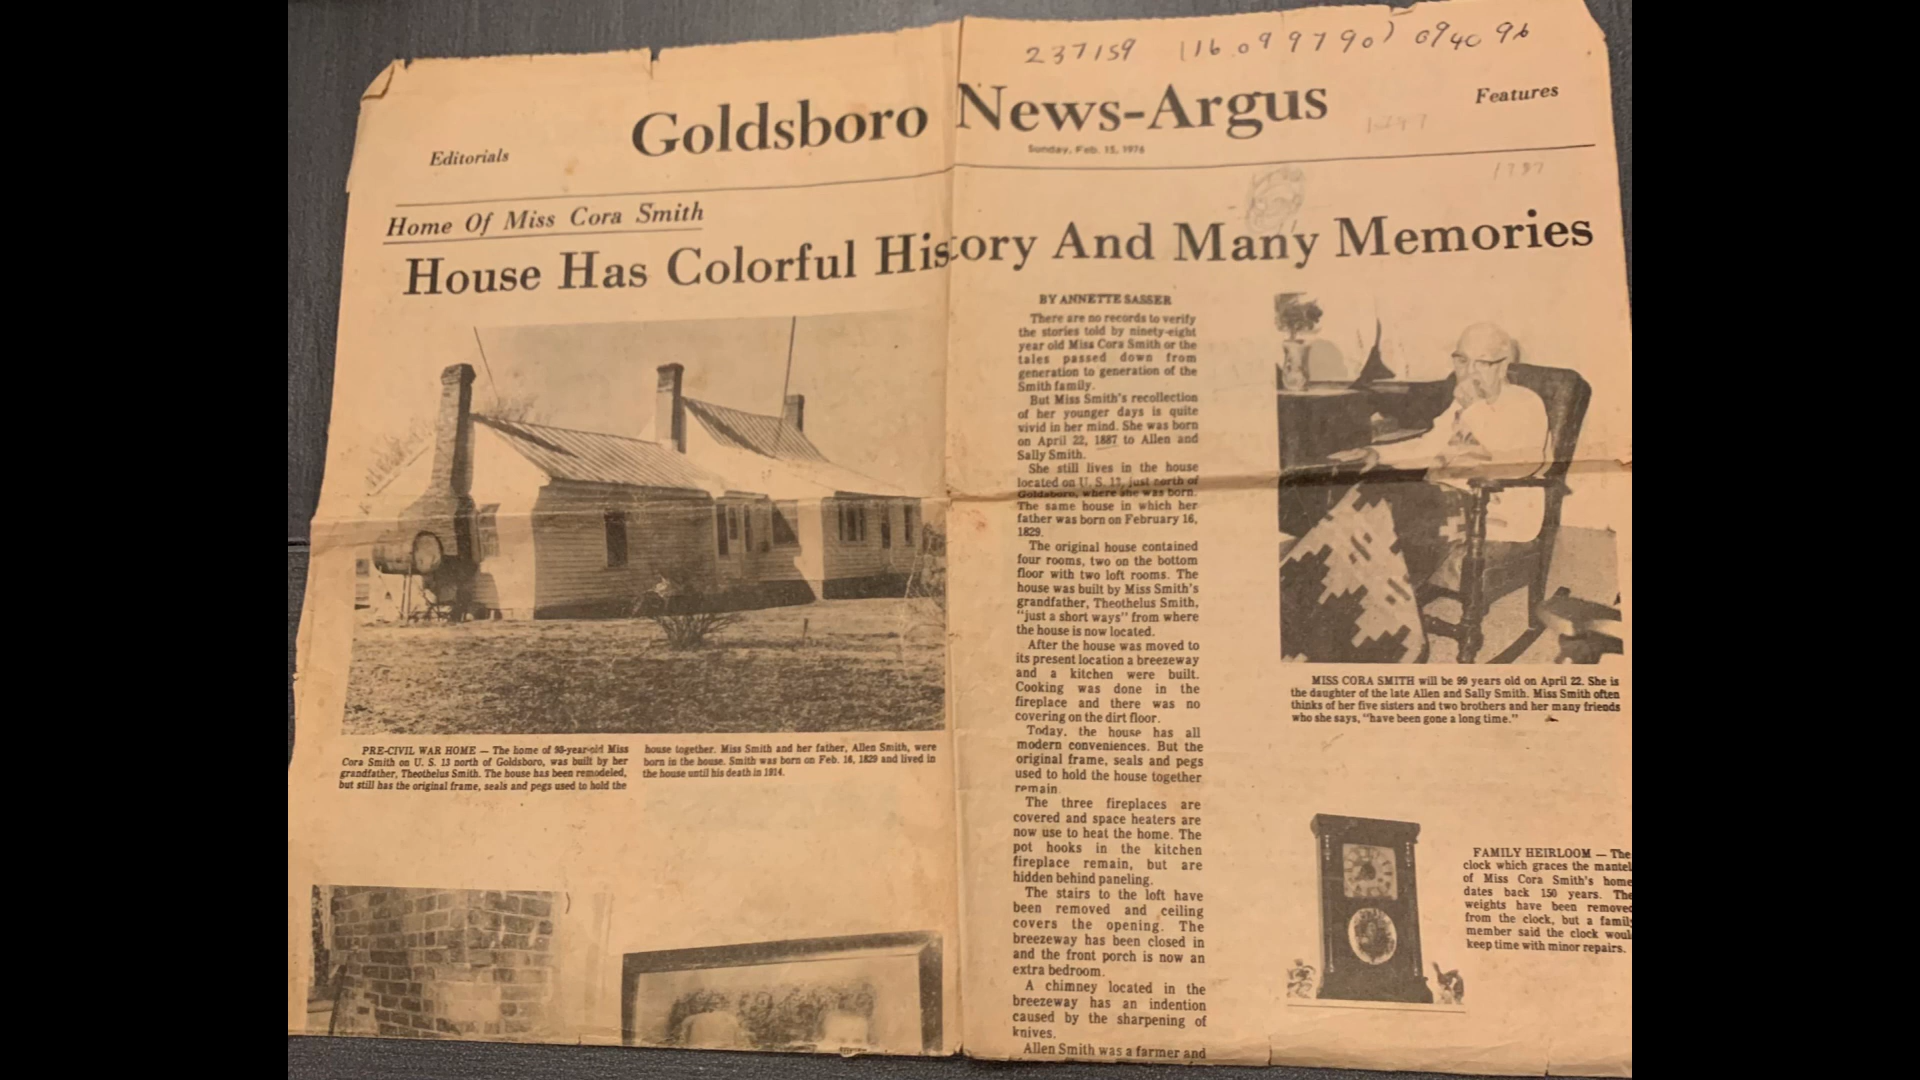 237159 (16.099790) 094096
Goldsboro News-Argus
Editorials
Features
Sunday, Feb. 15, 1976
Home Of Miss Cora Smith
House Has Colorful History And Many Memories
PRE-CIVIL WAR HOME — The home of 98-year-old Miss
Cora Smith on U. S. 13 north of Goldsboro, was built by her
grandfather, Theothelus Smith. The house has been remodeled,
but still has the original frame, seals and pegs used to hold the
house together. Miss Smith and her father, Allen Smith, were
born in the house. Smith was born on Feb. 16, 1829 and lived in
the house until his death in 1914.
BY ANNETTE SASSER
There are no records to verify
the stories told by ninety-eight
year old Miss Cora Smith or the
tales passed down from
generation to generation of the
Smith family.
But Miss Smith's recollection
of her younger days is quite
vivid in her mind. She was born
on April 22, 1887 to Allen and
Sally Smith.
She still lives in the house
located on U. S. 13, just north of
Goldsboro, where she was born.
The same house in which her
father was born on February 16,
1829.
The original house contained
four rooms, two on the bottom
floor with two loft rooms. The
house was built by Miss Smith's
grandfather, Theothelus Smith,
"just a short ways" from where
the house is now located.
After the house was moved to
its present location a breezeway
and a kitchen were built.
Cooking was done in the
fireplace and there was no
covering on the dirt floor.
Today, the house has all
modern conveniences. But the
original frame, seals and pegs
used to hold the house together
remain.
The three fireplaces are
covered and space heaters are
now use to heat the home. The
pot hooks in the kitchen
fireplace remain, but are
hidden behind paneling.
The stairs to the loft have
been removed and ceiling
covers the opening. The
breezeway has been closed in
and the front porch is now an
extra bedroom.
A chimney located in the
breezeway has an indention
caused by the sharpening of
knives.
Allen Smith was a farmer and
MISS CORA SMITH will be 99 years old on April 22. She is
the daughter of the late Allen and Sally Smith. Miss Smith often
thinks of her five sisters and two brothers and her many friends
who she says, "have been gone a long time."
FAMILY HEIRLOOM — The
clock which graces the mantel
of Miss Cora Smith's home
dates back 150 years. The
weights have been removed
from the clock, but a family
member said the clock would
keep time with minor repairs.